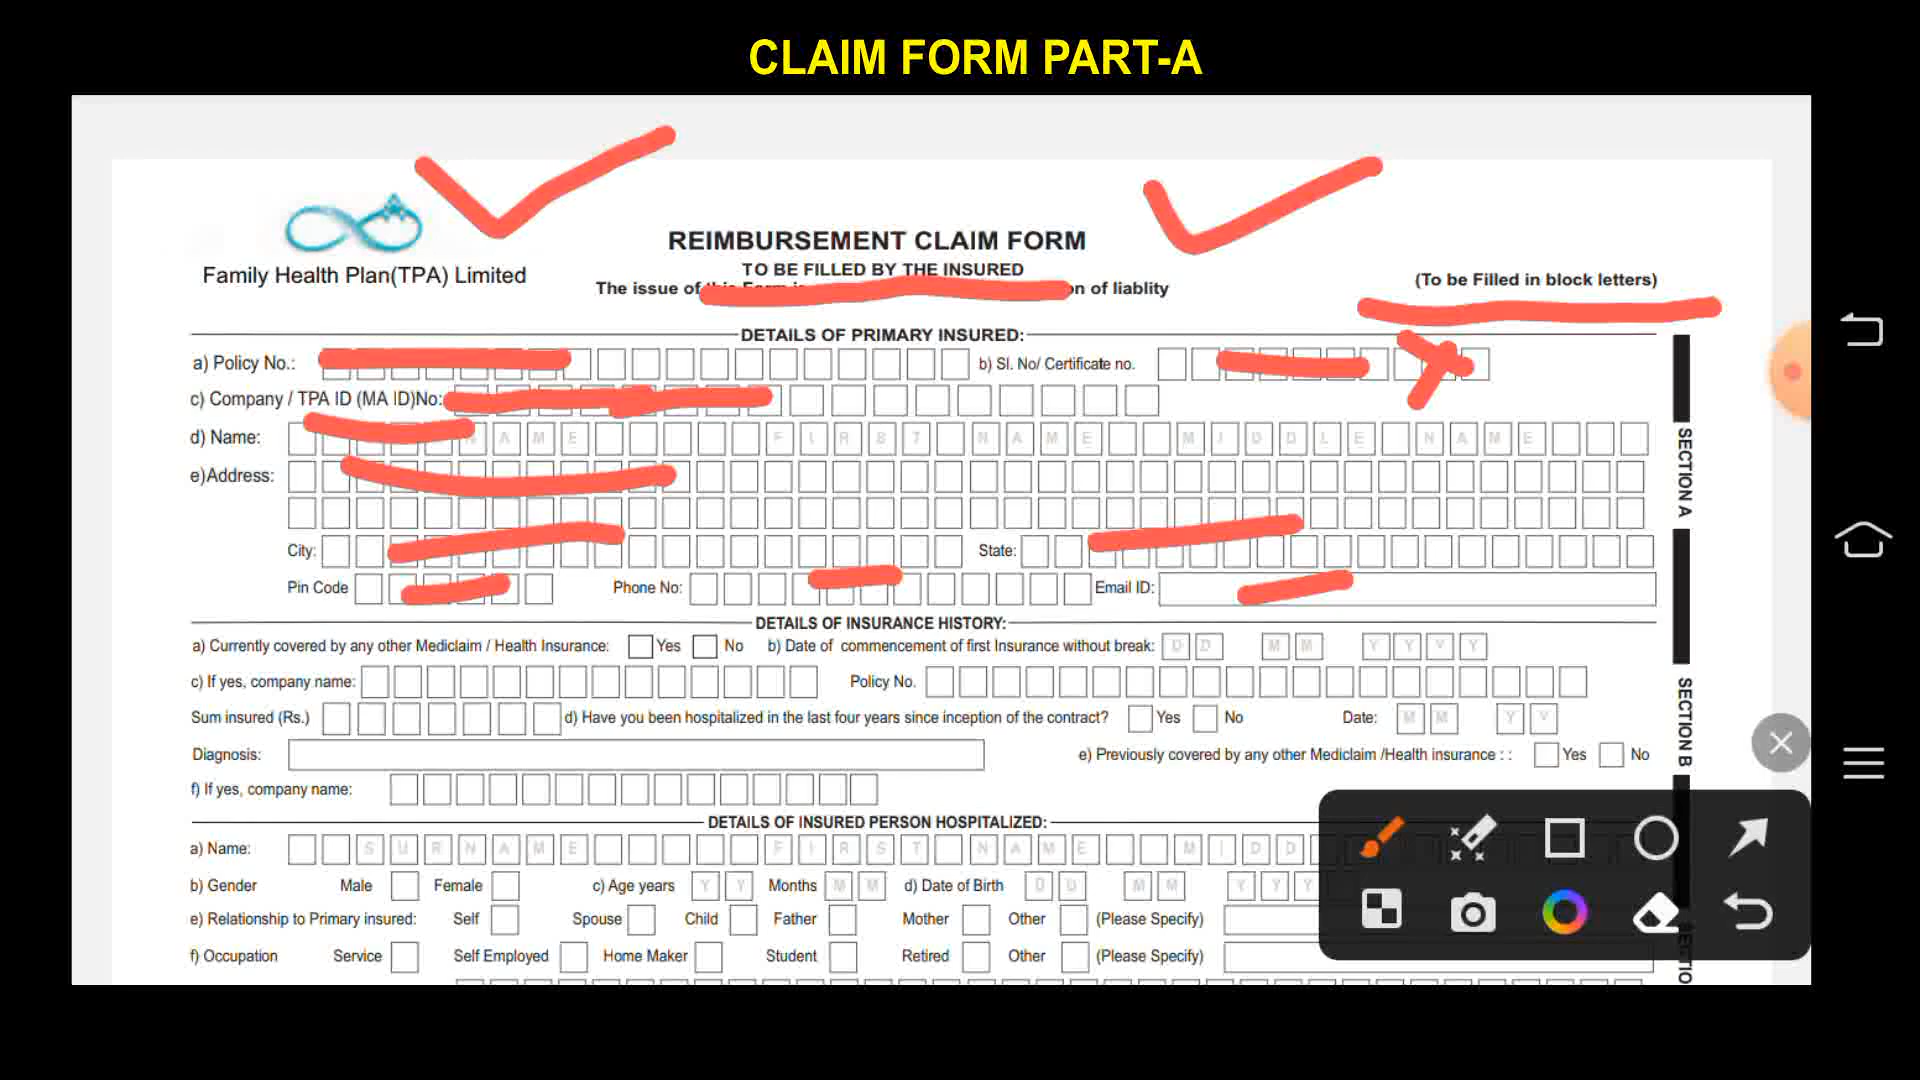 CLAIM FORM PART-A
REIMBURSEMENT CLAIM FORM
Family Health Plan(TPA) Limited
TO BE FILLED BY THE INSURED
The issue of on of liablity
(To be Filled in block letters)
DETAILS OF PRIMARY INSURED:
a) Policy No.: b) Sl. No/ Certificate no.
c) Company / TPA ID (MA ID)No:
d) Name: A M E F I R B T N A M E M I D D L E N A M E
e)Address:
City: State:
Pin Code Phone No: Email ID:
SECTION A
DETAILS OF INSURANCE HISTORY:
a) Currently covered by any other Mediclaim / Health Insurance: Yes No b) Date of commencement of first Insurance without break: D D M M Y Y Y Y
c) If yes, company name: Policy No.
Sum insured (Rs.) d) Have you been hospitalized in the last four years since inception of the contract? Yes No Date: M M Y Y
Diagnosis: e) Previously covered by any other Mediclaim /Health insurance : : Yes No
f) If yes, company name:
SECTION B
DETAILS OF INSURED PERSON HOSPITALIZED:
a) Name: S U R N A M E F I R S T N A M E M I D D
b) Gender Male Female c) Age years Y Y Months M M d) Date of Birth D D M M Y Y Y
e) Relationship to Primary insured: Self Spouse Child Father Mother Other (Please Specify)
f) Occupation Service Self Employed Home Maker Student Retired Other (Please Specify)